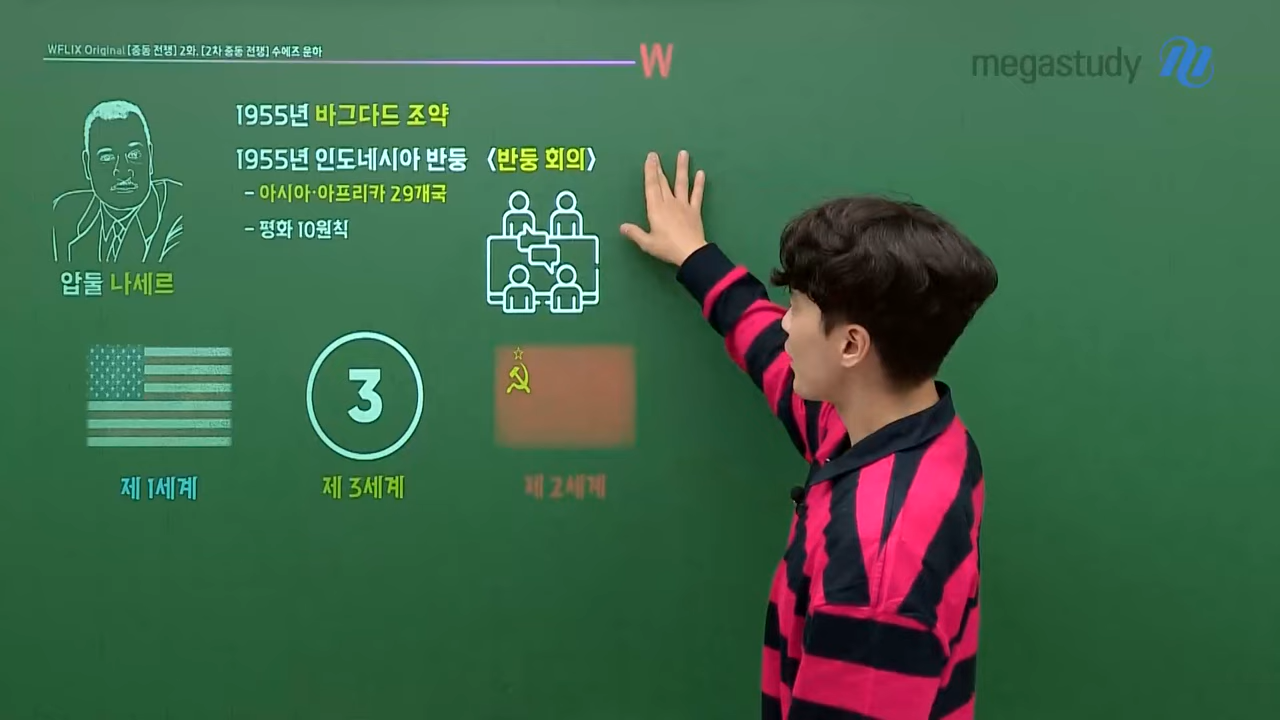 WFLIX Original [중동 전쟁] 2화. [2차 중동 전쟁] 수에즈 운하
W
megastudy
1955년 바그다드 조약
1955년 인도네시아 반둥 〈반둥 회의〉
- 아시아·아프리카 29개국
- 평화 10원칙
압둘 나세르
3
제 1세계
제 3세계
제 2세계